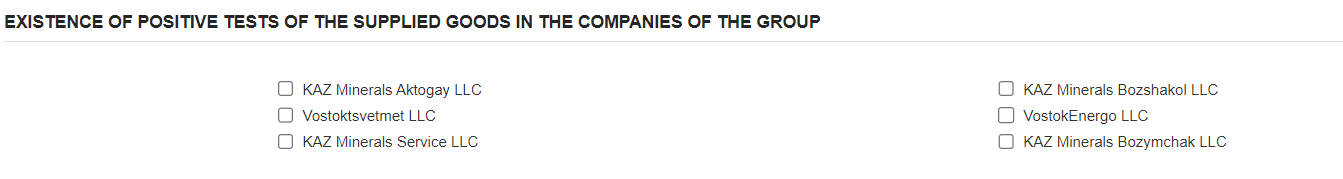 EXISTENCE OF POSITIVE TESTS OF THE SUPPLIED GOODS IN THE COMPANIES OF THE GROUP
KAZ Minerals Aktogay LLC
KAZ Minerals Bozshakol LLC
Vostoktsvetmet LLC
VostokEnergo LLC
KAZ Minerals Service LLC
KAZ Minerals Bozymchak LLC